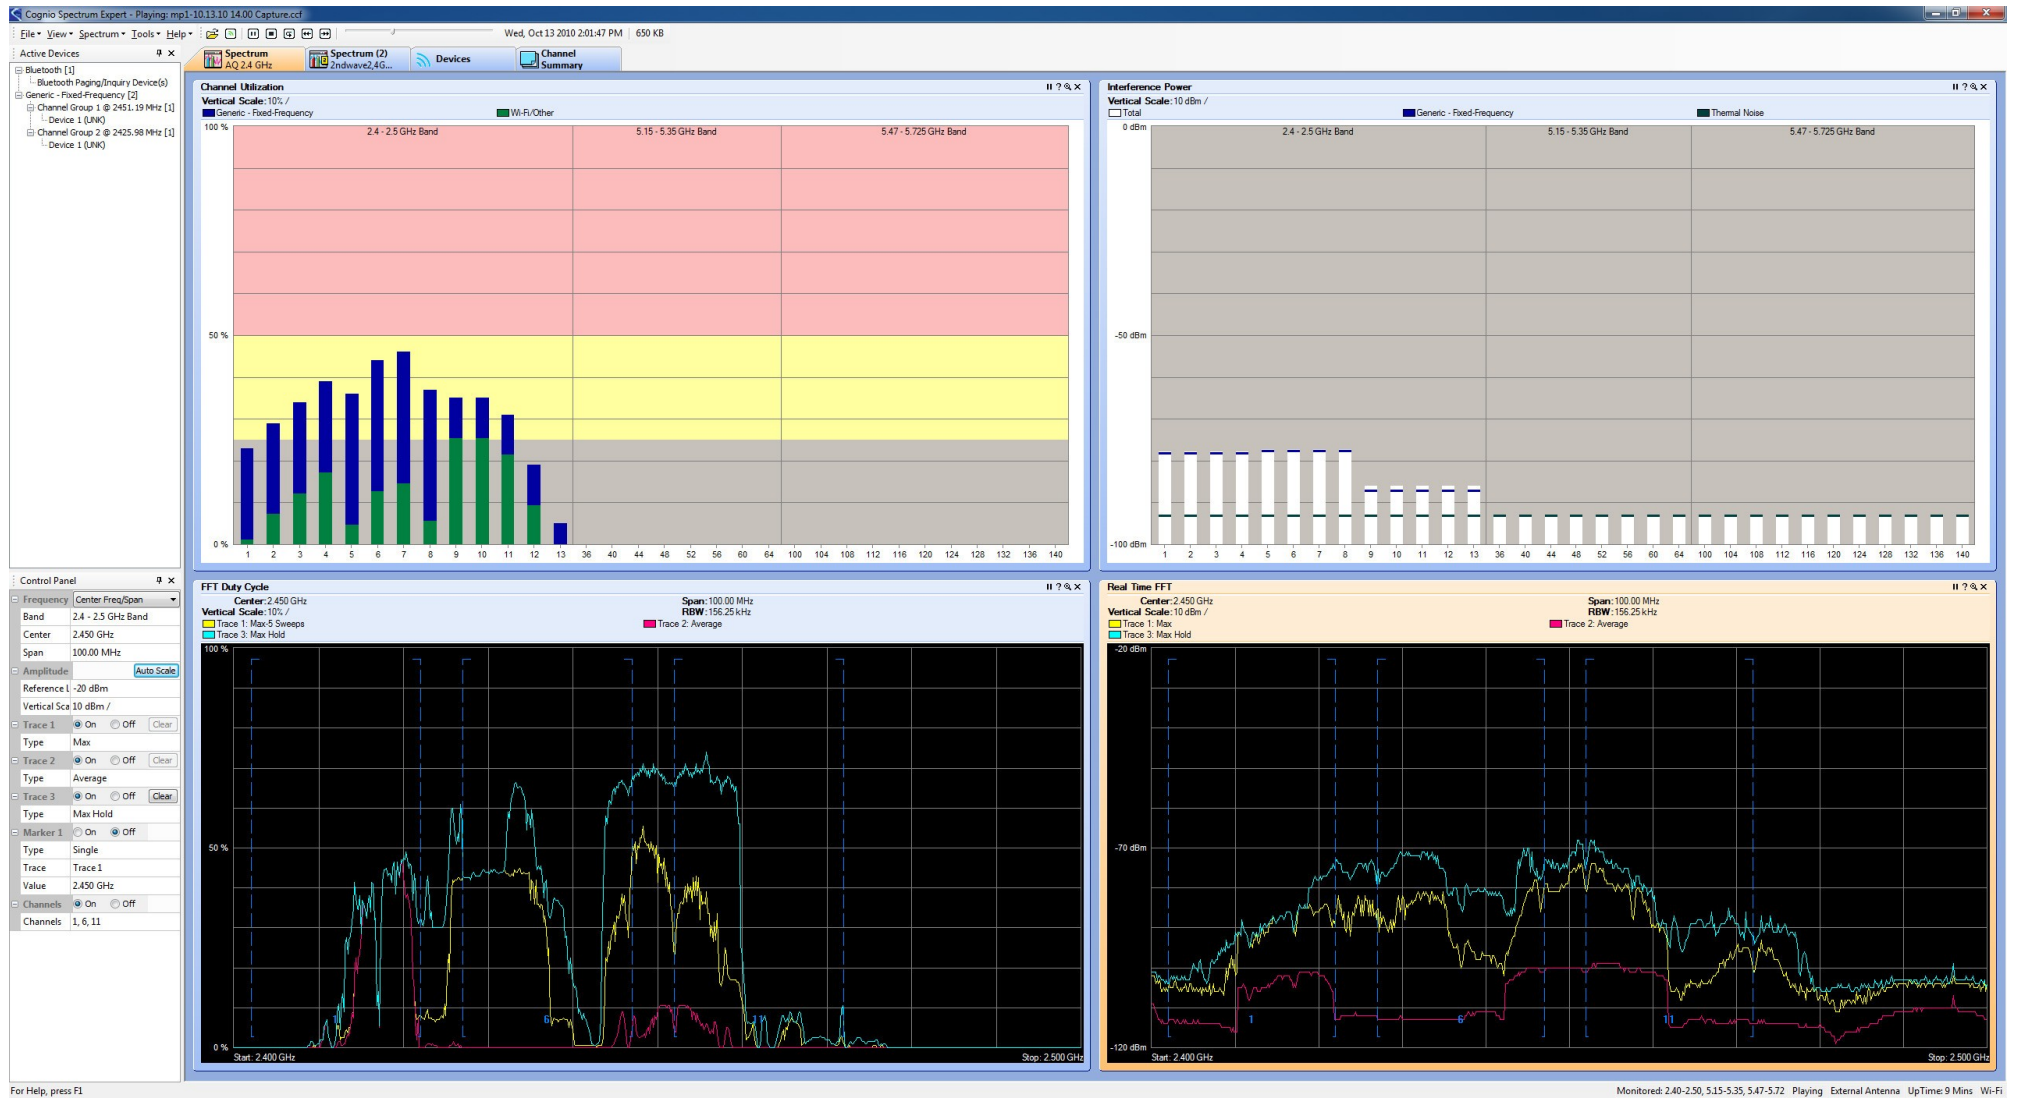 Cognio Spectrum Expert - Playing: mp1-10.13.10 14.00 Capture.ccf
File View Spectrum Tools Help
Wed, Oct 13 2010 2:01:47 PM 650 KB
Active Devices
Bluetooth [1]
Bluetooth Paging/Inquiry Device(s)
Generic - Fixed-Frequency [2]
Channel Group 1 @ 2451.19 MHz [1]
Device 1 (UNK)
Channel Group 2 @ 2425.98 MHz [1]
Device 1 (UNK)
Spectrum
AQ 2.4 GHz
Spectrum (2)
2ndwave2,4G...
Devices
Channel
Summary
Channel Utilization
Vertical Scale: 10% /
Generic - Fixed-Frequency Wi-Fi/Other
100 % 2.4 - 2.5 GHz Band 5.15 - 5.35 GHz Band 5.47 - 5.725 GHz Band
50 %
0 %
1 2 3 4 5 6 7 8 9 10 11 12 13 36 40 44 48 52 56 60 64 100 104 108 112 116 120 124 128 132 136 140
Interference Power
Vertical Scale: 10 dBm /
Total Generic - Fixed-Frequency Thermal Noise
0 dBm 2.4 - 2.5 GHz Band 5.15 - 5.35 GHz Band 5.47 - 5.725 GHz Band
-50 dBm
-100 dBm
1 2 3 4 5 6 7 8 9 10 11 12 13 36 40 44 48 52 56 60 64 100 104 108 112 116 120 124 128 132 136 140
Control Panel
Frequency Center Freq/Span
Band 2.4 - 2.5 GHz Band
Center 2.450 GHz
Span 100.00 MHz
Amplitude Auto Scale
Reference L -20 dBm
Vertical Sca 10 dBm /
Trace 1 On Off Clear
Type Max
Trace 2 On Off Clear
Type Average
Trace 3 On Off Clear
Type Max Hold
Marker 1 On Off
Type Single
Trace Trace 1
Value 2.450 GHz
Channels On Off
Channels 1, 6, 11
FFT Duty Cycle
Center: 2.450 GHz Span: 100.00 MHz
Vertical Scale: 10% / RBW: 156.25 kHz
Trace 1: Max-5 Sweeps Trace 2: Average
Trace 3: Max Hold
100 %
50 %
1 6 11
0 %
Start: 2.400 GHz Stop: 2.500 GHz
Real Time FFT
Center: 2.450 GHz Span: 100.00 MHz
Vertical Scale: 10 dBm / RBW: 156.25 kHz
Trace 1: Max Trace 2: Average
Trace 3: Max Hold
-20 dBm
-70 dBm
1 6 11
-120 dBm
Start: 2.400 GHz Stop: 2.500 GHz
For Help, press F1
Monitored: 2.40-2.50, 5.15-5.35, 5.47-5.72 Playing External Antenna UpTime: 9 Mins Wi-Fi